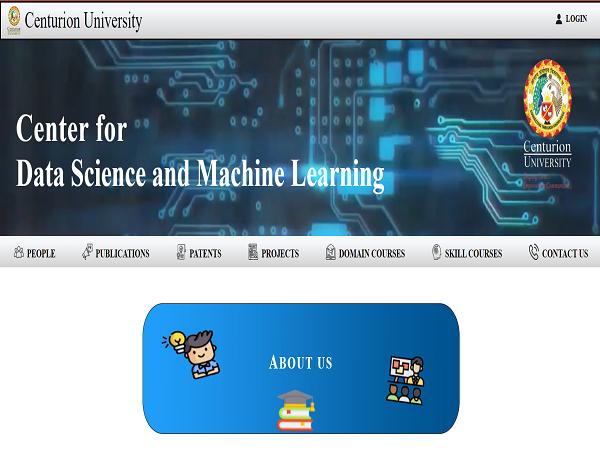 Centurion University
LOGIN
Center for
Data Science and Machine Learning
Centurion
UNIVERSITY
PEOPLE
PUBLICATIONS
PATENTS
PROJECTS
DOMAIN COURSES
SKILL COURSES
CONTACT US
ABOUT US